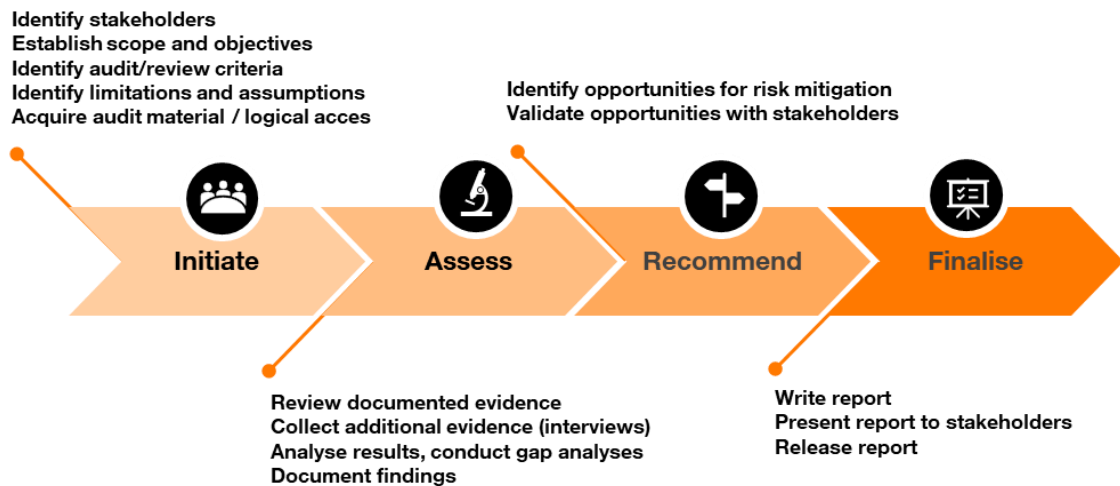 Identify stakeholders
Establish scope and objectives
Identify audit/review criteria
Identify limitations and assumptions
Acquire audit material / logical acces
Identify opportunities for risk mitigation
Validate opportunities with stakeholders
Initiate
Assess
Recommend
Finalise
Review documented evidence
Collect additional evidence (interviews)
Analyse results, conduct gap analyses
Document findings
Write report
Present report to stakeholders
Release report